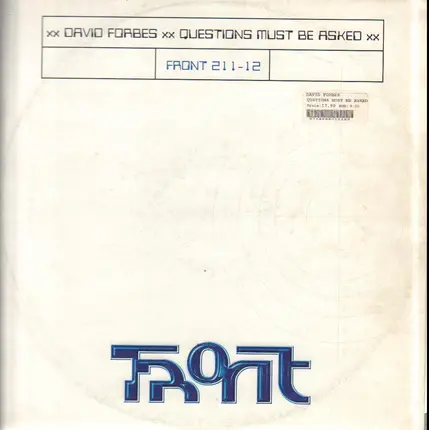 xx DAVID FORBES xx QUESTIONS MUST BE ASKED xx
FRONT 211-12
DAVID FORBES
QUESTIONS MUST BE ASKED
Front